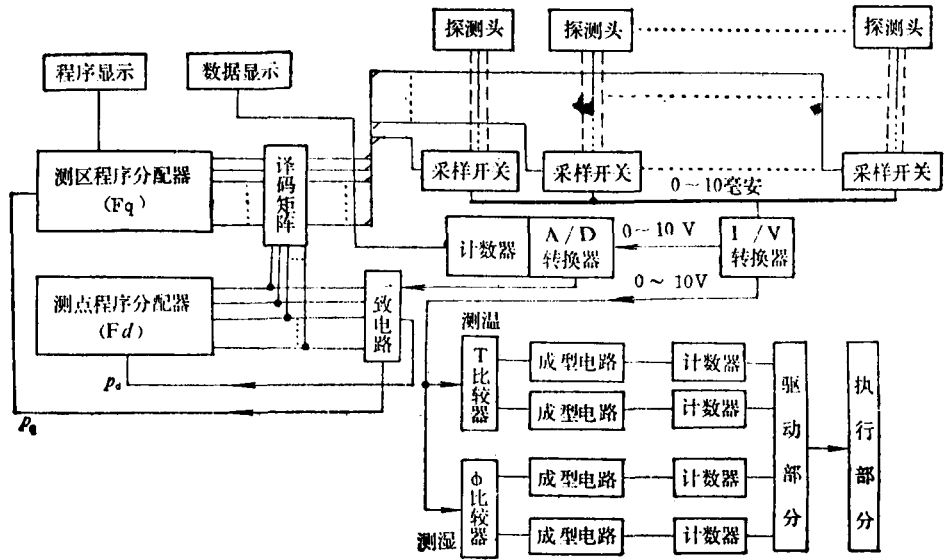 探测头
探测头
探测头
程序显示
数据显示
测区程序分配器
(Fq)
译码矩阵
采样开关
采样开关
采样开关
0～10毫安
计数器
A/D
转换器
0～10 V
I/V
转换器
0～10V
测点程序分配器
(Fd)
一致电路
Pd
Pq
测温
T比较器
成型电路
计数器
成型电路
计数器
驱动部分
执行部分
测湿
φ比较器
成型电路
计数器
成型电路
计数器